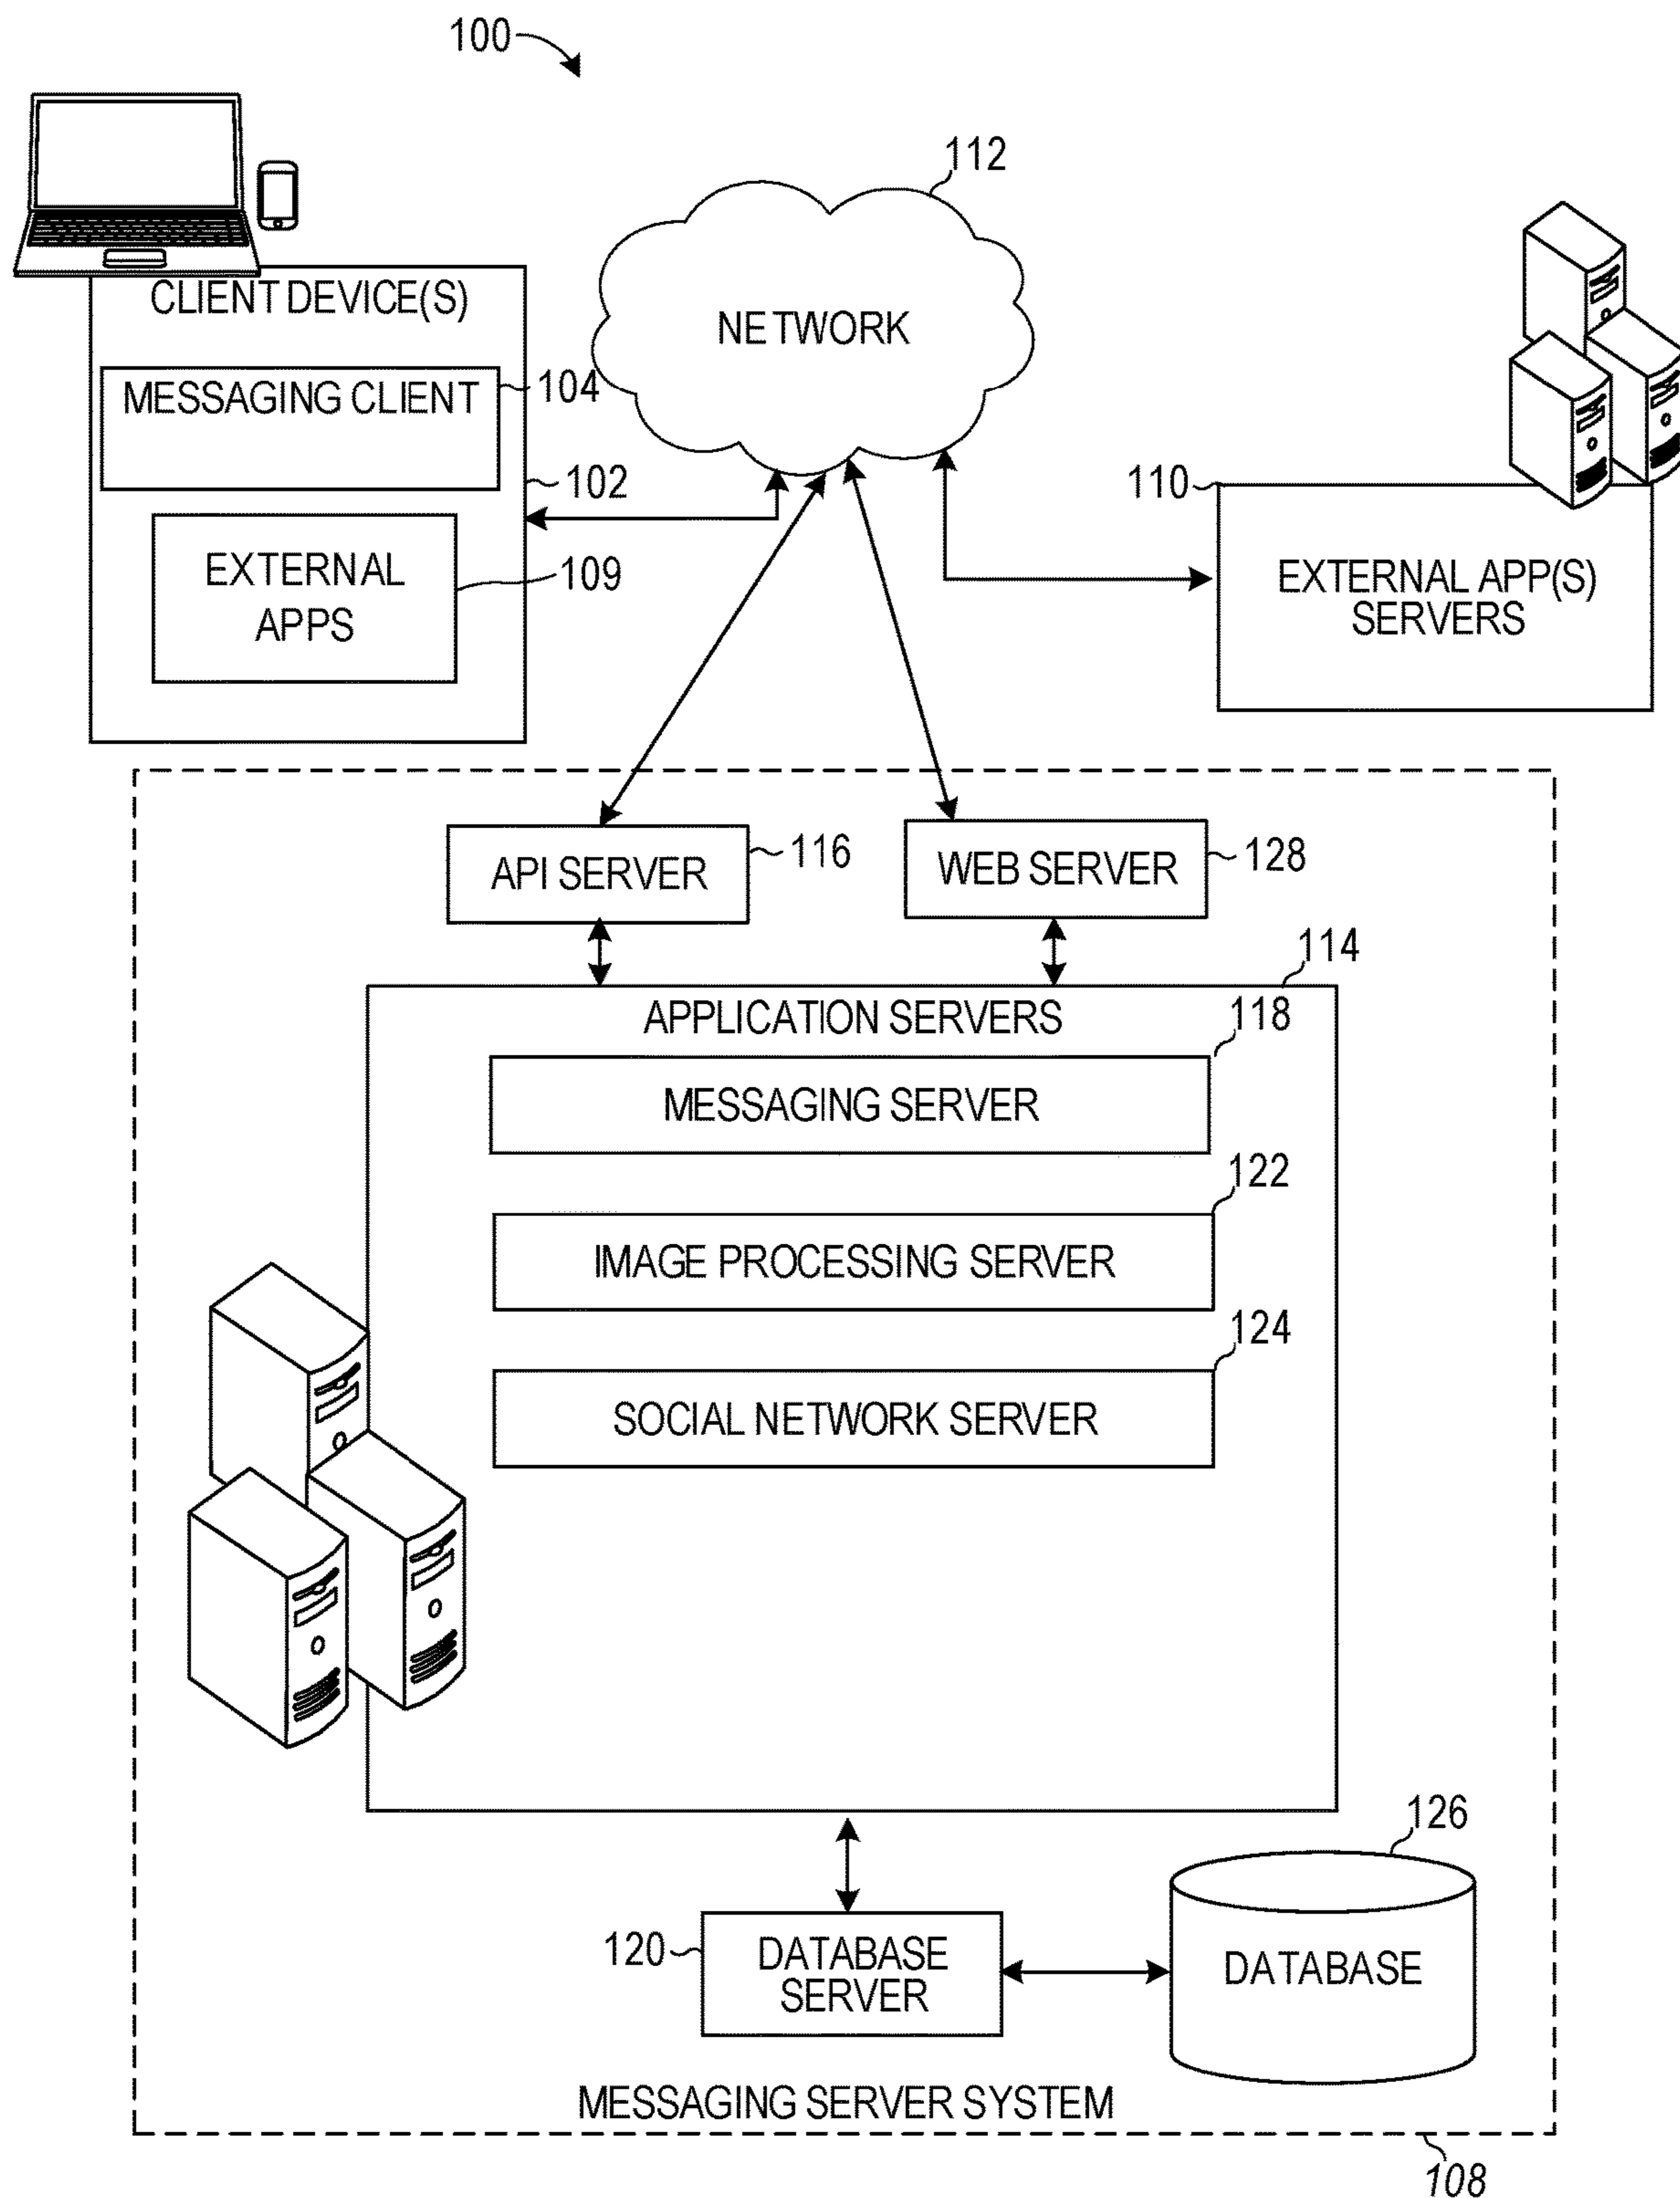 100
112
CLIENT DEVICE(S)
NETWORK
MESSAGING CLIENT
104
102
110
EXTERNAL
APPS
109
EXTERNAL APP(S)
SERVERS
API SERVER
116
WEB SERVER
128
114
APPLICATION SERVERS
118
MESSAGING SERVER
122
IMAGE PROCESSING SERVER
124
SOCIAL NETWORK SERVER
126
120
DATABASE
SERVER
DATABASE
MESSAGING SERVER SYSTEM
108